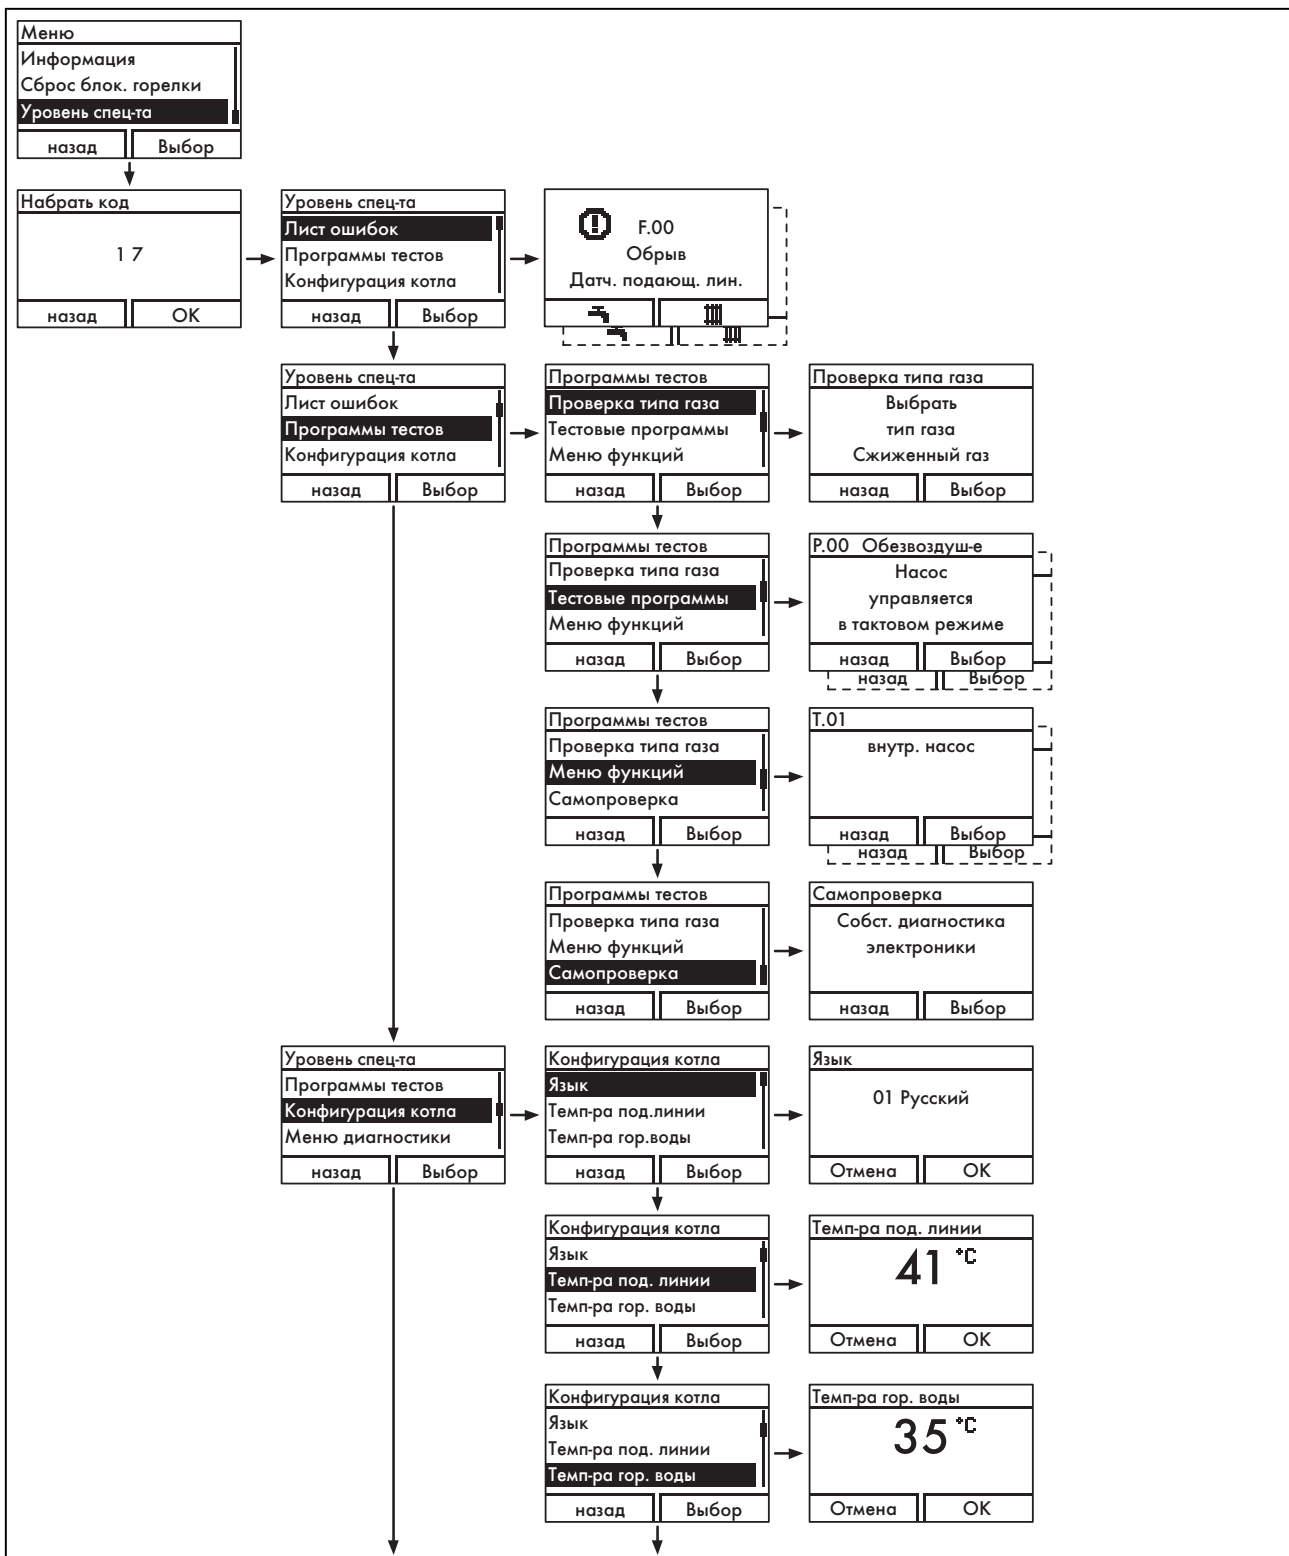 Меню
Информация
Сброс блок. горелки
Уровень спец-та
назад Выбор
Набрать код
1 7
назад OK
Уровень спец-та
Лист ошибок
Программы тестов
Конфигурация котла
назад Выбор
F.00
Обрыв
Датч. подающ. лин.
Уровень спец-та
Лист ошибок
Программы тестов
Конфигурация котла
назад Выбор
Программы тестов
Проверка типа газа
Тестовые программы
Меню функций
назад Выбор
Проверка типа газа
Выбрать
тип газа
Сжиженный газ
назад Выбор
Программы тестов
Проверка типа газа
Тестовые программы
Меню функций
назад Выбор
P.00 Обезвоздуш-е
Насос
управляется
в тактовом режиме
назад Выбор
назад Выбор
Программы тестов
Проверка типа газа
Меню функций
Самопроверка
назад Выбор
T.01
внутр. насос
назад Выбор
назад Выбор
Программы тестов
Проверка типа газа
Меню функций
Самопроверка
назад Выбор
Самопроверка
Собст. диагностика
электроники
назад Выбор
Уровень спец-та
Программы тестов
Конфигурация котла
Меню диагностики
назад Выбор
Конфигурация котла
Язык
Темп-ра под.линии
Темп-ра гор.воды
назад Выбор
Язык
01 Русский
Отмена OK
Конфигурация котла
Язык
Темп-ра под. линии
Темп-ра гор. воды
назад Выбор
Темп-ра под. линии
41 °C
Отмена OK
Конфигурация котла
Язык
Темп-ра под. линии
Темп-ра гор. воды
назад Выбор
Темп-ра гор. воды
35 °C
Отмена OK